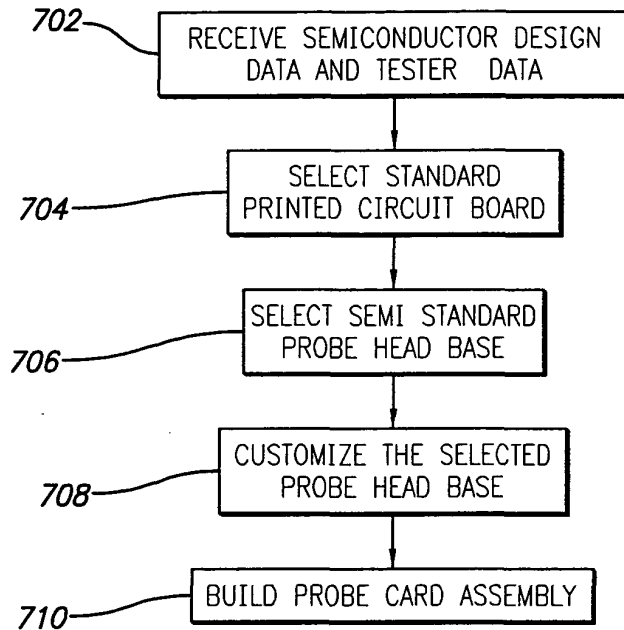 702
RECEIVE SEMICONDUCTOR DESIGN
DATA AND TESTER DATA
704
SELECT STANDARD
PRINTED CIRCUIT BOARD
706
SELECT SEMI STANDARD
PROBE HEAD BASE
708
CUSTOMIZE THE SELECTED
PROBE HEAD BASE
710
BUILD PROBE CARD ASSEMBLY